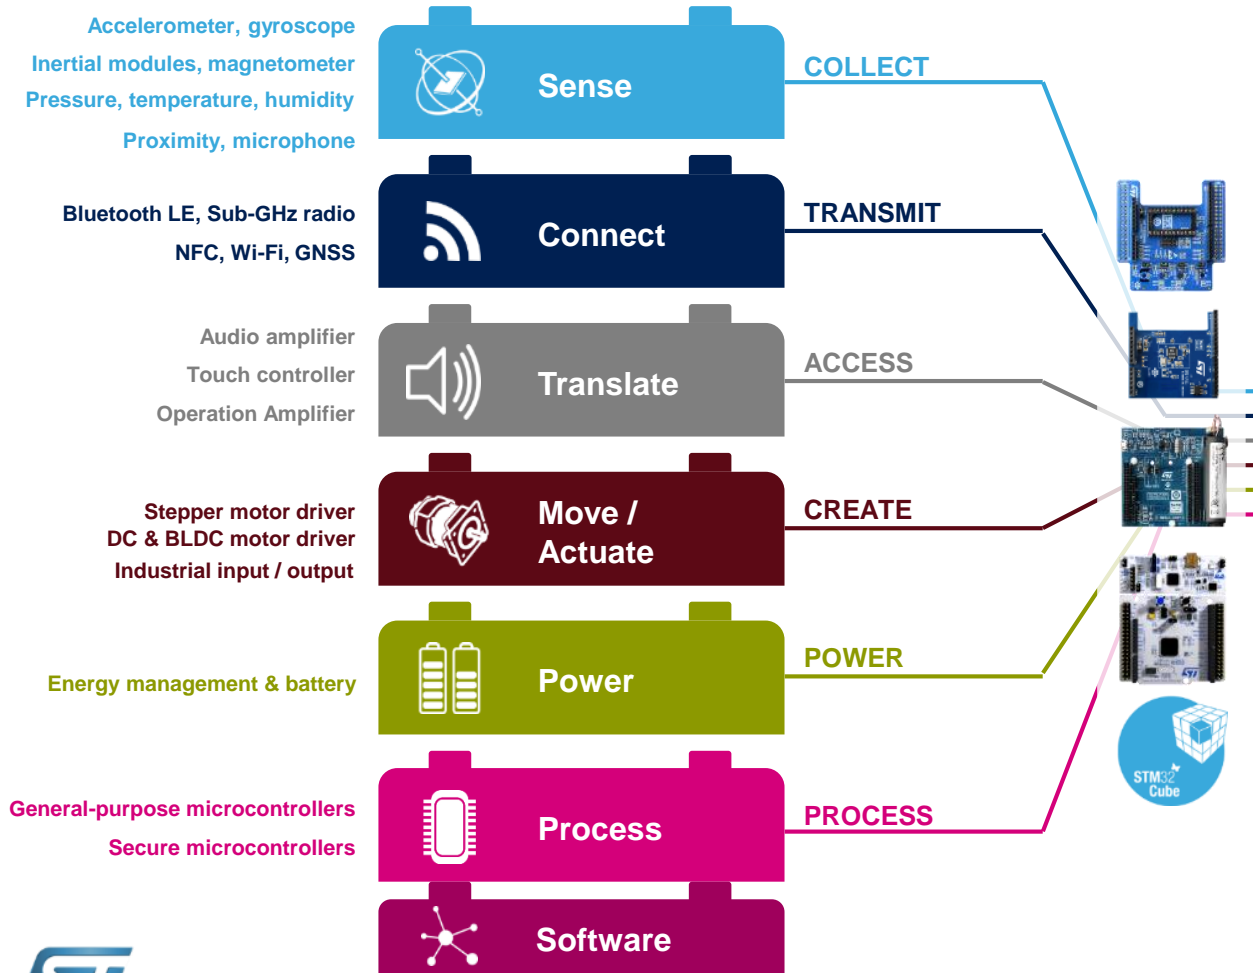 Accelerometer, gyroscope
Inertial modules, magnetometer
Pressure, temperature, humidity
Proximity, microphone
Sense
COLLECT
Bluetooth LE, Sub-GHz radio
NFC, Wi-Fi, GNSS
Connect
TRANSMIT
Audio amplifier
Touch controller
Operation Amplifier
Translate
ACCESS
Stepper motor driver
DC & BLDC motor driver
Industrial input / output
Move /
Actuate
CREATE
Energy management & battery
Power
POWER
General-purpose microcontrollers
Secure microcontrollers
Process
PROCESS
STM32
Cube
Software